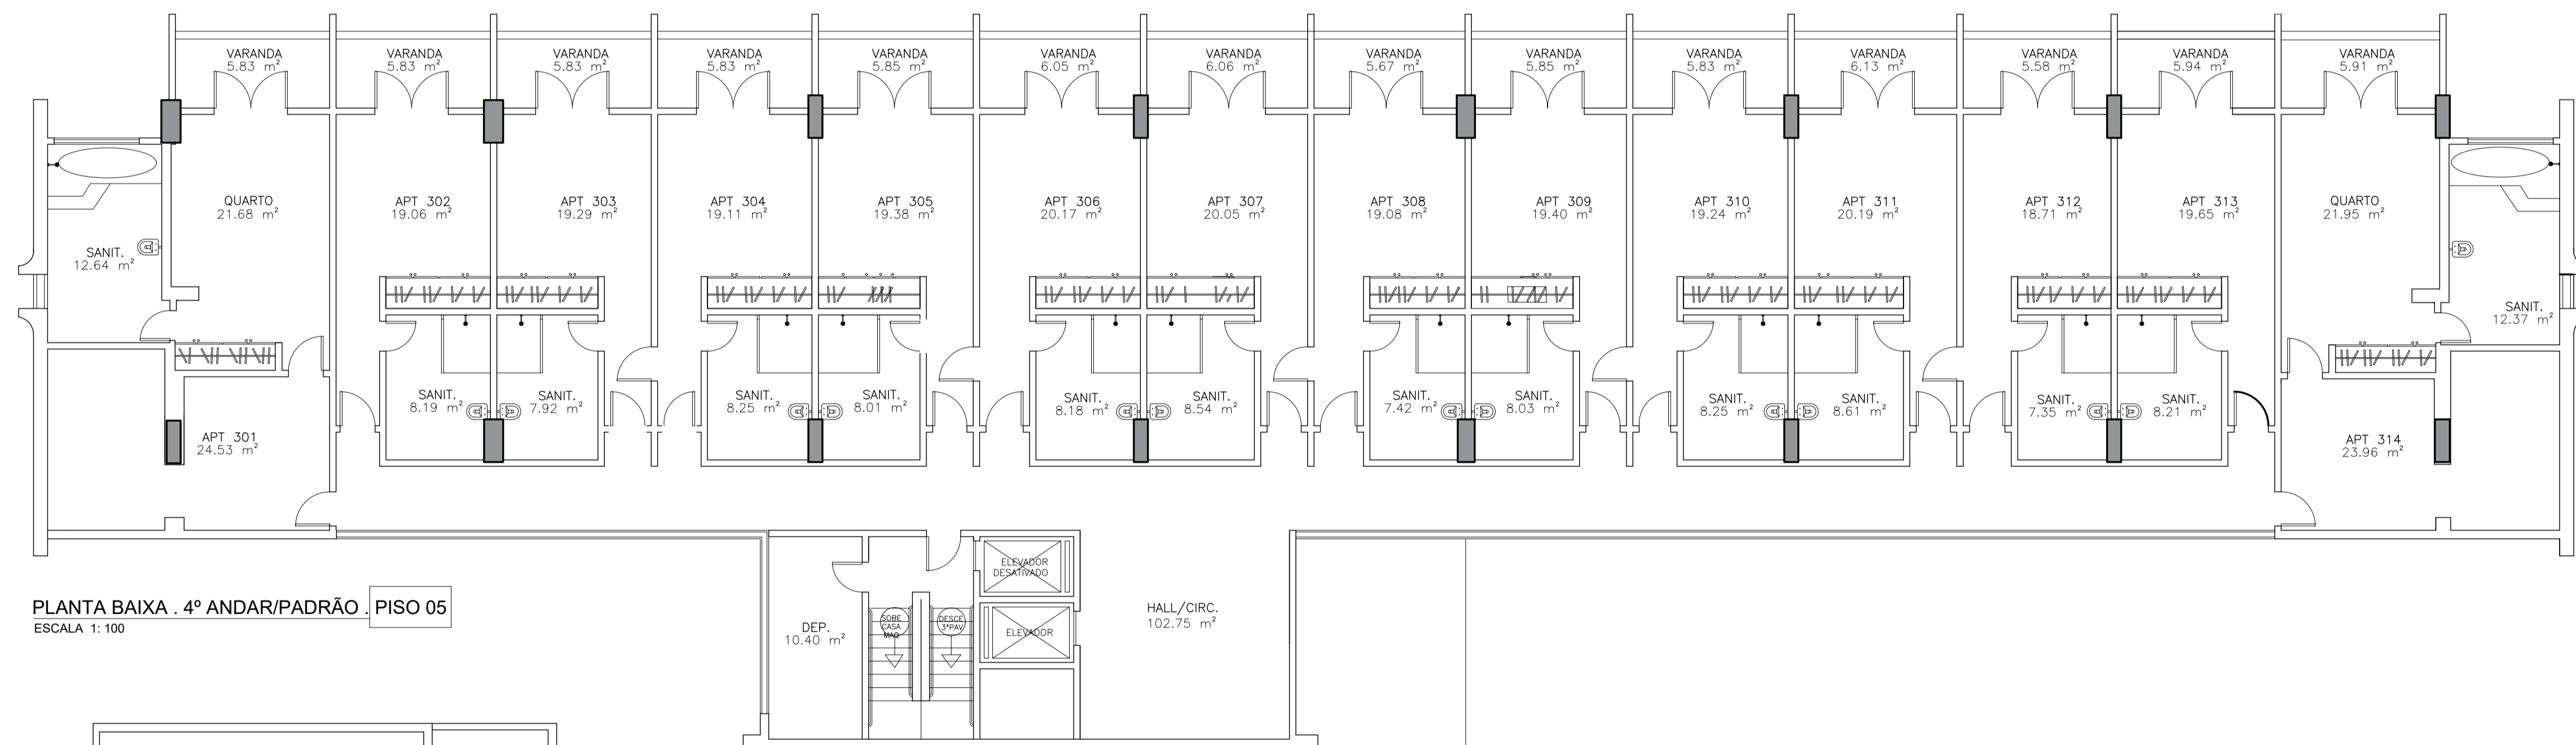 VARANDA
5.83 m²
VARANDA
5.83 m²
VARANDA
5.83 m²
VARANDA
5.83 m²
VARANDA
5.85 m²
VARANDA
6.05 m²
VARANDA
6.06 m²
VARANDA
5.67 m²
VARANDA
5.85 m²
VARANDA
5.83 m²
VARANDA
6.13 m²
VARANDA
5.58 m²
VARANDA
5.94 m²
VARANDA
5.91 m²
QUARTO
21.68 m²
APT 302
19.06 m²
APT 303
19.29 m²
APT 304
19.11 m²
APT 305
19.38 m²
APT 306
20.17 m²
APT 307
20.05 m²
APT 308
19.08 m²
APT 309
19.40 m²
APT 310
19.24 m²
APT 311
20.19 m²
APT 312
18.71 m²
APT 313
19.65 m²
QUARTO
21.95 m²
SANIT.
12.64 m²
SANIT.
12.37 m²
SANIT.
8.19 m²
SANIT.
7.92 m²
SANIT.
8.25 m²
SANIT.
8.01 m²
SANIT.
8.18 m²
SANIT.
8.54 m²
SANIT.
7.42 m²
SANIT.
8.03 m²
SANIT.
8.25 m²
SANIT.
8.61 m²
SANIT.
7.35 m²
SANIT.
8.21 m²
APT 301
24.53 m²
APT 314
23.96 m²
ELEVADOR
DESATIVADO
ELEVADOR
HALL/CIRC.
102.75 m²
DEP.
10.40 m²
SOBE
CASA
MAQ
DESCE
3ºPAV
PLANTA BAIXA . 4º ANDAR/PADRÃO . PISO 05
ESCALA 1: 100